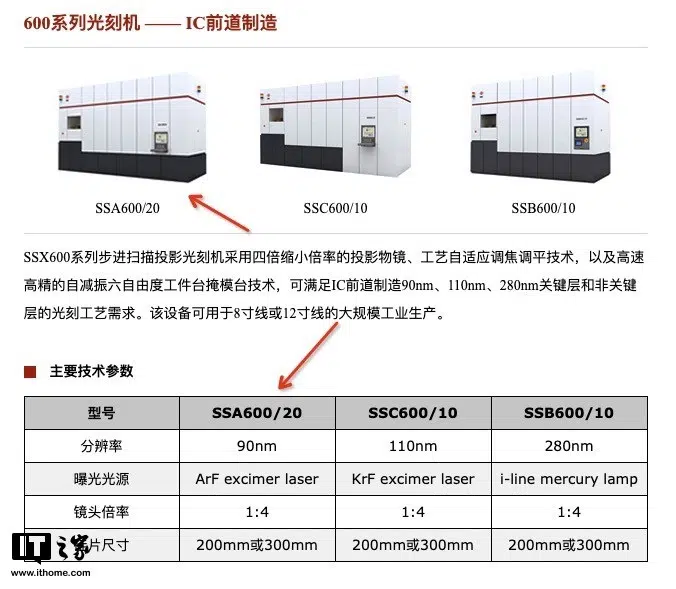 600系列光刻机 —— IC前道制造
SSA600/20
SSC600/10
SSB600/10
SSX600系列步进扫描投影光刻机采用四倍缩小倍率的投影物镜、工艺自适应调焦调平技术，以及高速
高精的自减振六自由度工件台掩模台技术，可满足IC前道制造90nm、110nm、280nm关键层和非关键
层的光刻工艺需求。该设备可用于8寸线或12寸线的大规模工业生产。
主要技术参数
型号 SSA600/20 SSC600/10 SSB600/10
分辨率 90nm 110nm 280nm
曝光光源 ArF excimer laser KrF excimer laser i-line mercury lamp
镜头倍率 1:4 1:4 1:4
片尺寸 200mm或300mm 200mm或300mm 200mm或300mm
IT之家
www.ithome.com